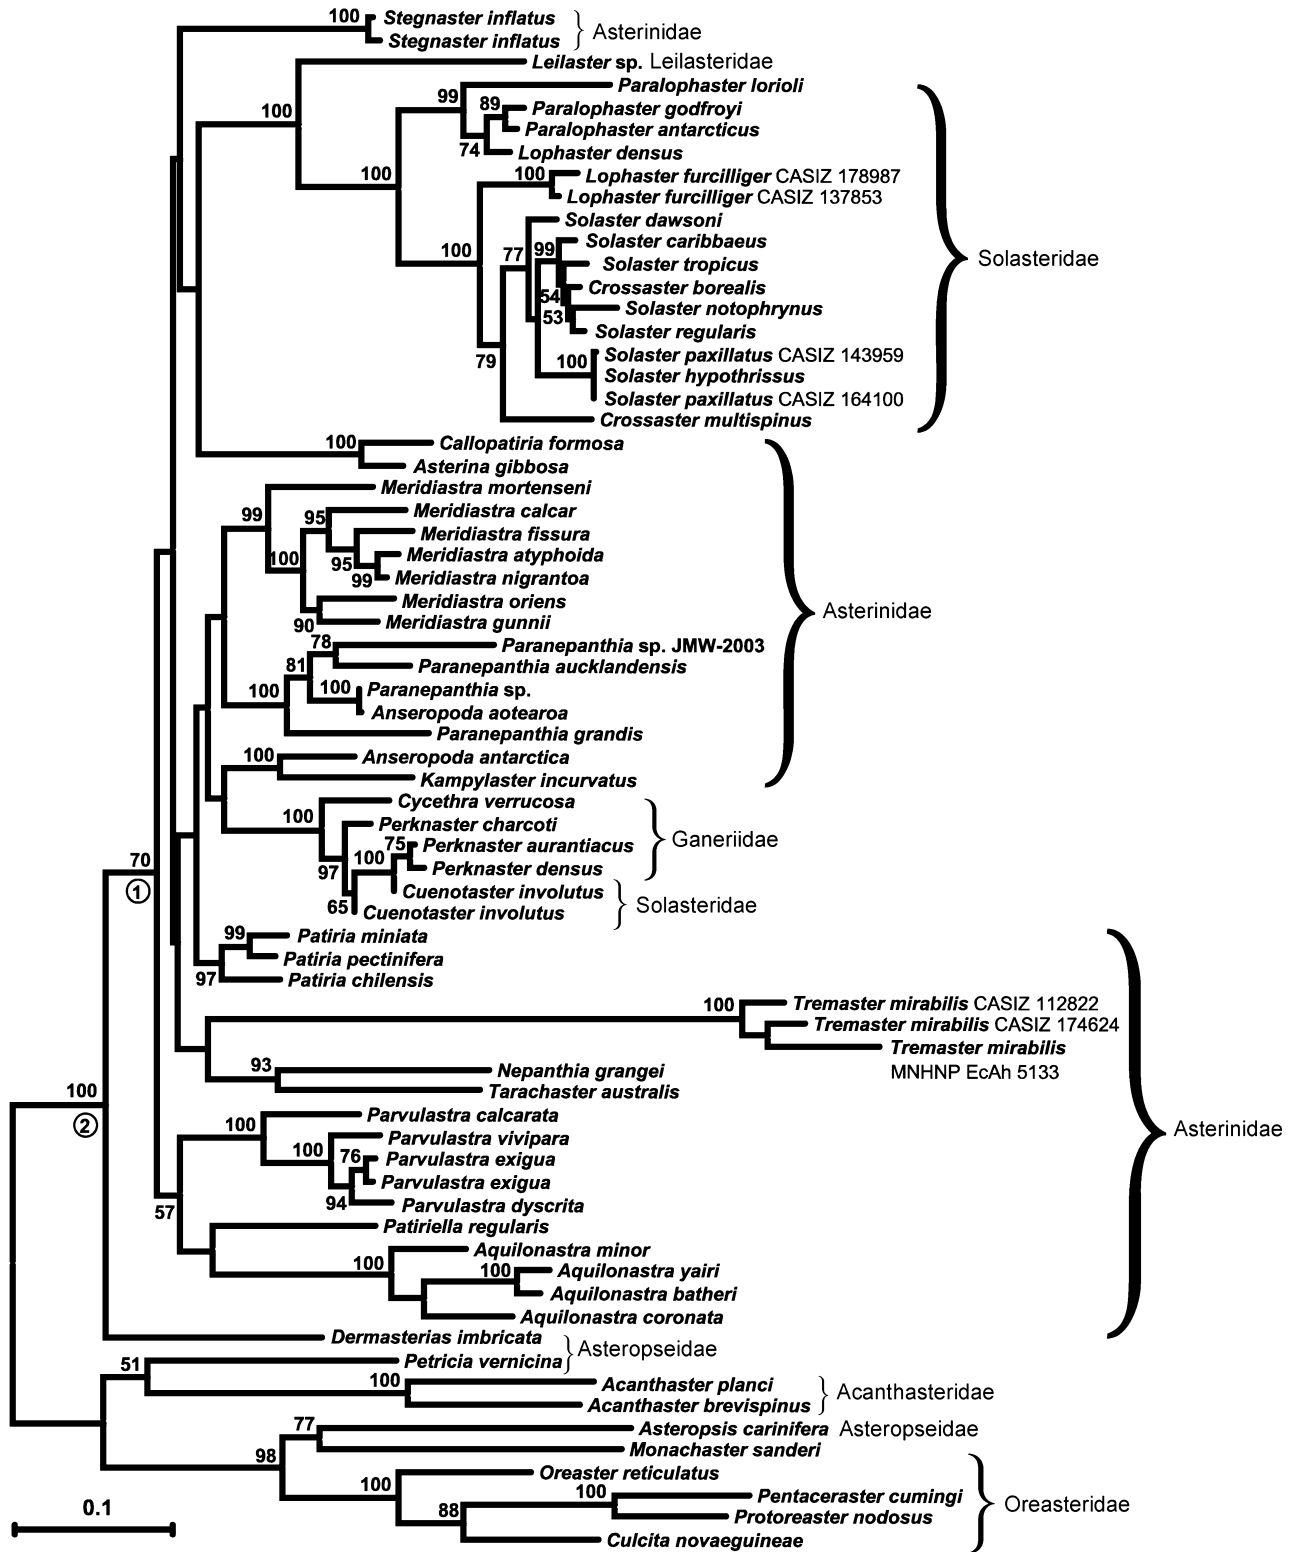 100 Stegnaster inflatus
Stegnaster inflatus
Asterinidae
Leilaster sp. Leilasteridae
100
99 Paralophaster lorioli
89 Paralophaster godfroyi
Paralophaster antarcticus
74 Lophaster densus
100
100 Lophaster furcilliger CASIZ 178987
Lophaster furcilliger CASIZ 137853
100
Solaster dawsoni
77 99 Solaster caribbaeus
Solaster tropicus
Solasteridae
Crossaster borealis
54
Solaster notophrynus
53
Solaster regularis
79
Solaster paxillatus CASIZ 143959
100
Solaster hypothrissus
Solaster paxillatus CASIZ 164100
Crossaster multispinus
100 Callopatiria formosa
Asterina gibbosa
Meridiastra mortenseni
99
95 Meridiastra calcar
Meridiastra fissura
100
95 Meridiastra atyphoida
99 Meridiastra nigrantoa
Meridiastra oriens
Asterinidae
90 Meridiastra gunnii
78 Paranepanthia sp. JMW-2003
81 Paranepanthia aucklandensis
100
100 Paranepanthia sp.
Anseropoda aotearoa
Paranepanthia grandis
100 Anseropoda antarctica
Kampylaster incurvatus
Cycethra verrucosa
100
Perknaster charcoti
Ganeriidae
97
75 Perknaster aurantiacus
100
Perknaster densus
Cuenotaster involutus
Solasteridae
65 Cuenotaster involutus
70
1
99 Patiria miniata
Patiria pectinifera
97 Patiria chilensis
100 Tremaster mirabilis CASIZ 112822
Tremaster mirabilis CASIZ 174624
Tremaster mirabilis
MNHNP EcAh 5133
93 Nepanthia grangei
Tarachaster australis
100
2
Parvulastra calcarata
100
Parvulastra vivipara
Asterinidae
100
76 Parvulastra exigua
Parvulastra exigua
94 Parvulastra dyscrita
57
Patiriella regularis
Aquilonastra minor
100
100 Aquilonastra yairi
Aquilonastra batheri
Aquilonastra coronata
Dermasterias imbricata
Asteropseidae
51 Petricia vernicina
100 Acanthaster planci
Acanthasteridae
Acanthaster brevispinus
77 Asteropsis carinifera Asteropseidae
98
Monachaster sanderi
Oreaster reticulatus
100
100 Pentaceraster cumingi
Oreasteridae
88
Protoreaster nodosus
Culcita novaeguineae
0.1